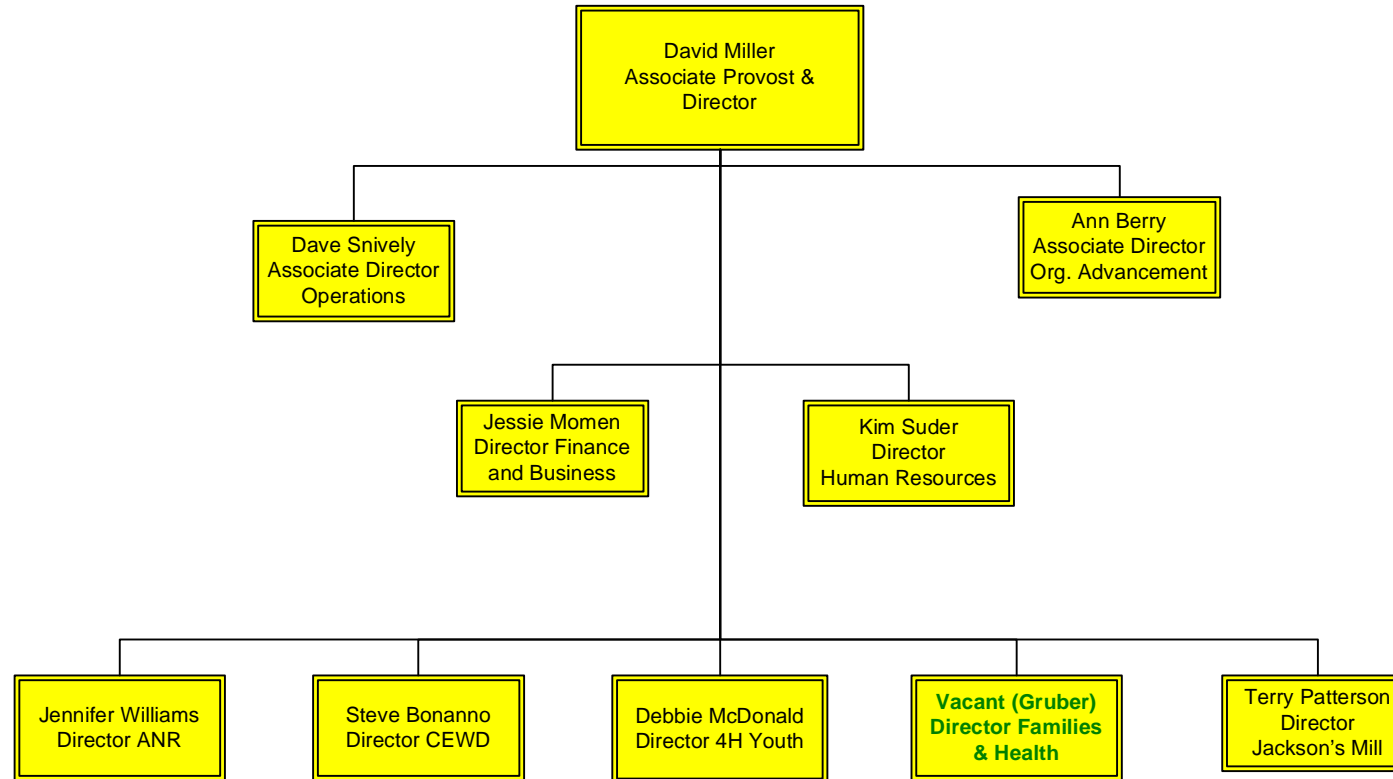 David Miller
Associate Provost &
Director
Dave Snively
Associate Director
Operations
Ann Berry
Associate Director
Org. Advancement
Jessie Momen
Director Finance
and Business
Kim Suder
Director
Human Resources
Jennifer Williams
Director ANR
Steve Bonanno
Director CEWD
Debbie McDonald
Director 4H Youth
Vacant (Gruber)
Director Families
& Health
Terry Patterson
Director
Jackson’s Mill